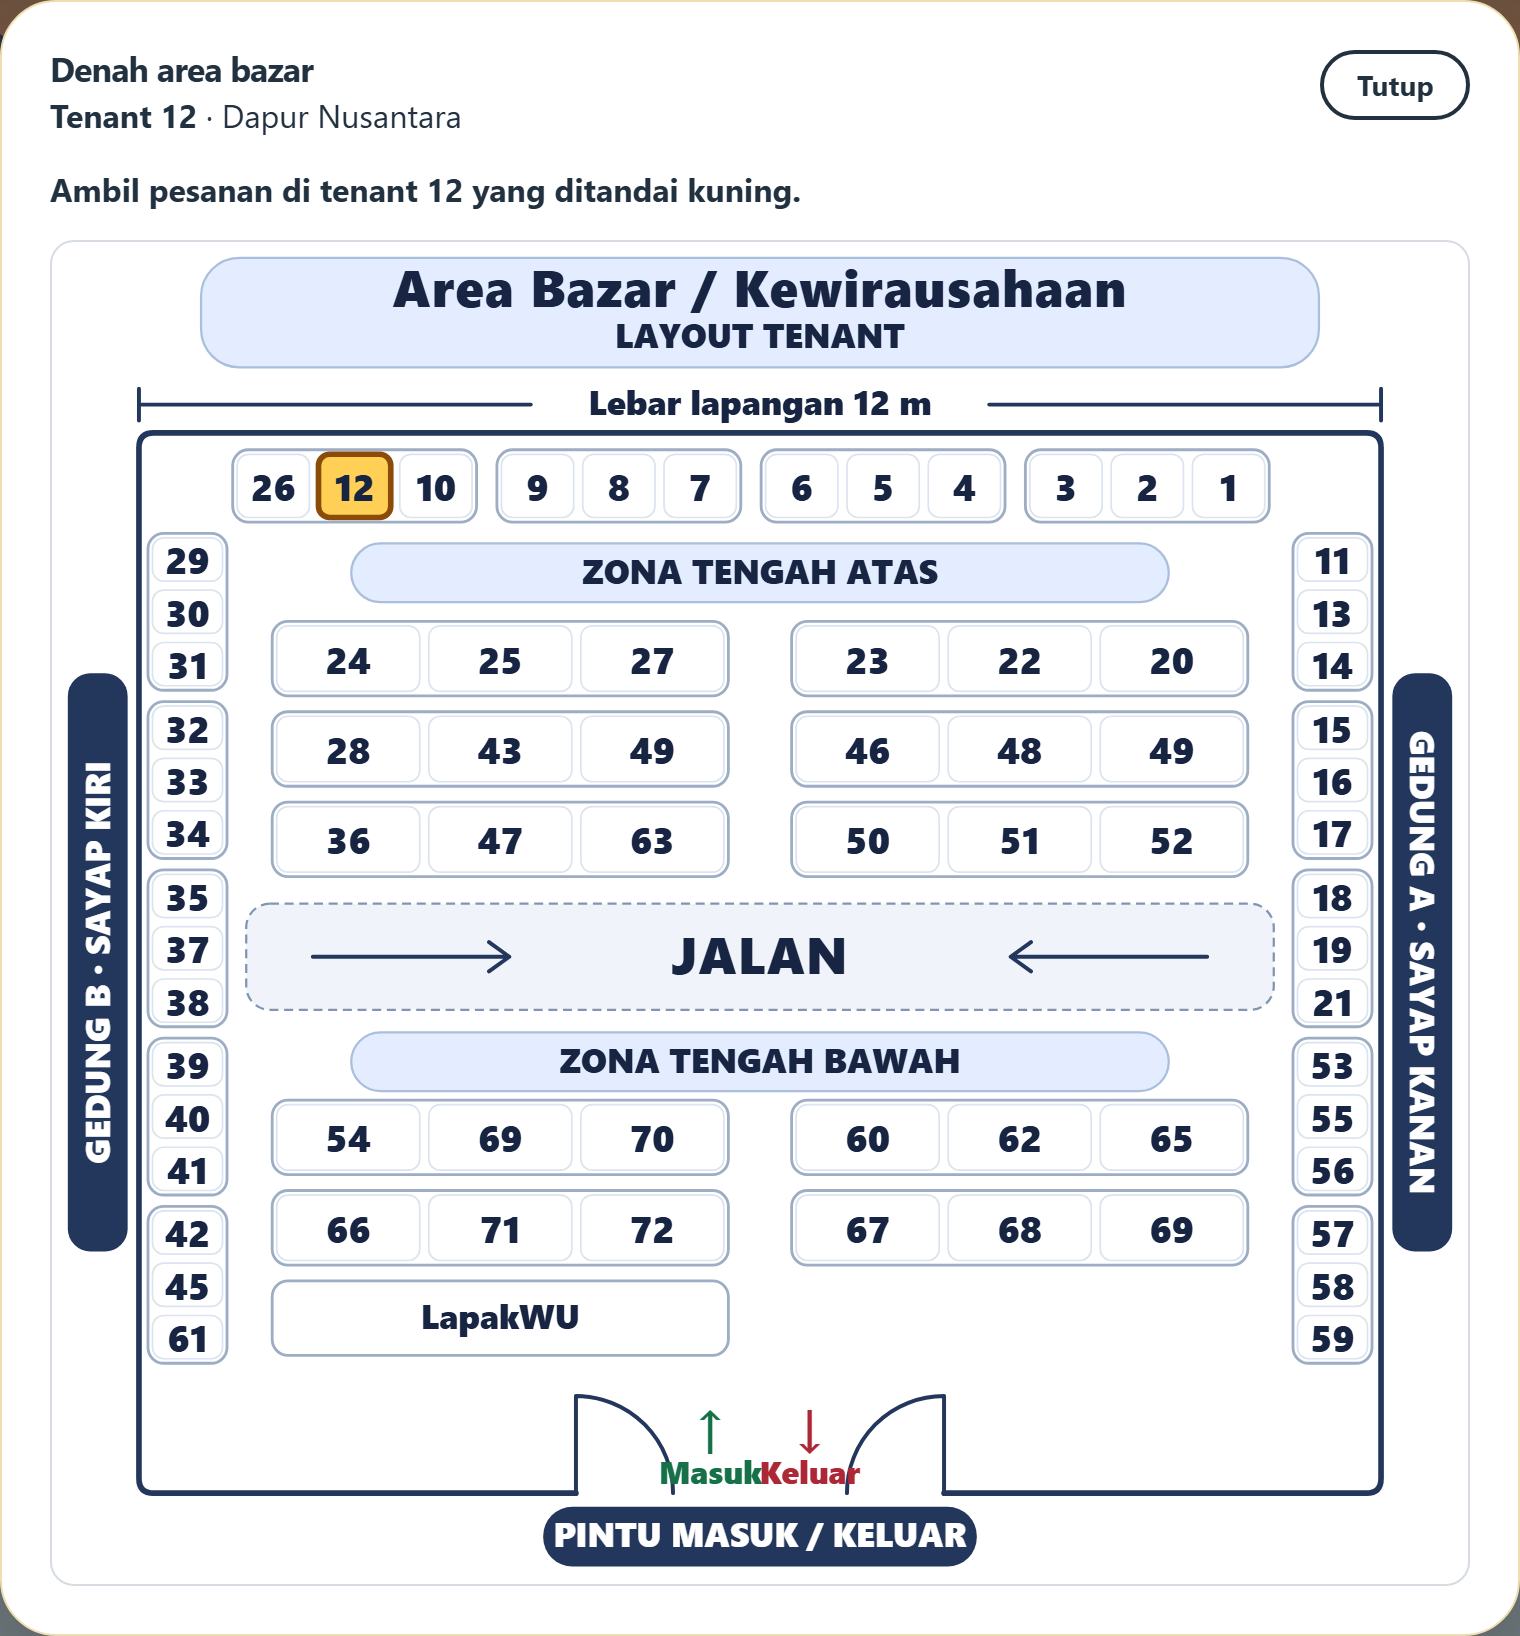 Denah area bazar
Tutup
Tenant 12 · Dapur Nusantara
Ambil pesanan di tenant 12 yang ditandai kuning.
Area Bazar / Kewirausahaan
LAYOUT TENANT
Lebar lapangan 12 m
26 12 10 9 8 7 6 5 4 3 2 1
29
30
31
32
33
34
35
37
38
39
40
41
42
45
61
GEDUNG B · SAYAP KIRI
ZONA TENGAH ATAS
24 25 27 23 22 20
28 43 49 46 48 49
36 47 63 50 51 52
JALAN
ZONA TENGAH BAWAH
54 69 70 60 62 65
66 71 72 67 68 69
LapakWU
11
13
14
15
16
17
18
19
21
53
55
56
57
58
59
GEDUNG A · SAYAP KANAN
↑ ↓
Masuk Keluar
PINTU MASUK / KELUAR